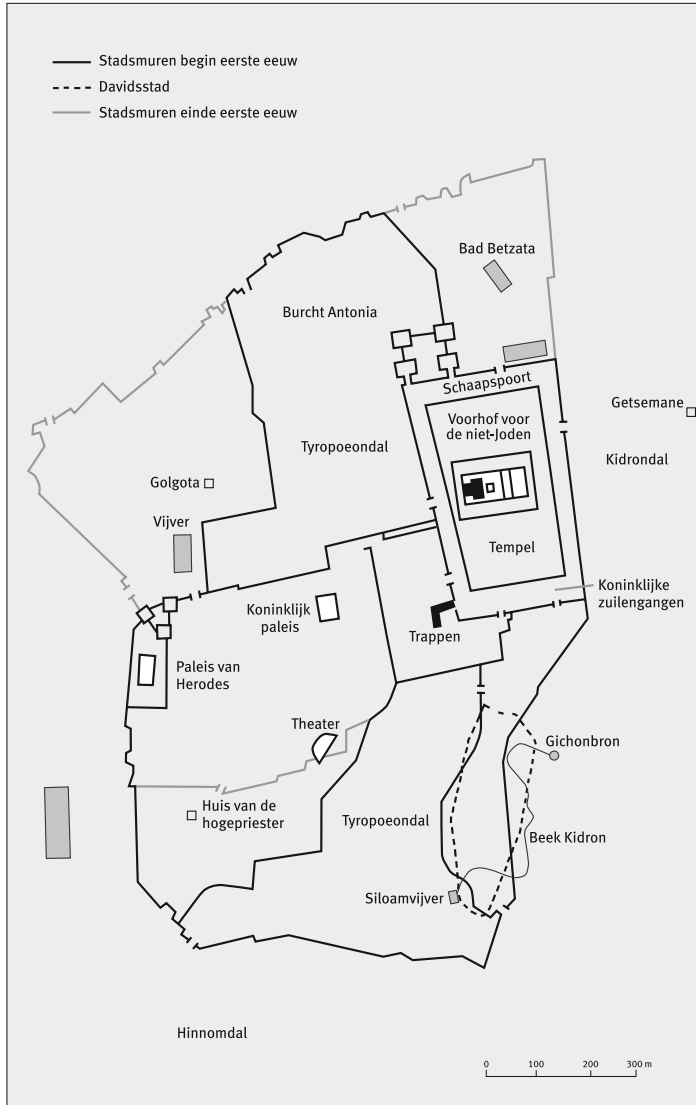 Stadsmuren begin eerste eeuw
Davidsstad
Stadsmuren einde eerste eeuw
Bad Betzata
Burcht Antonia
Schaapspoort
Getsemane
Voorhof voor
de niet-Joden
Tyropoeondal
Kidrondal
Golgota
Vijver
Tempel
Koninklijke
zuilengangen
Koninklijk
paleis
Trappen
Paleis van
Herodes
Theater
Gichonbron
Huis van de
hogepriester
Tyropoeondal
Beek Kidron
Siloamvijver
Hinnomdal
0 100 200 300 m